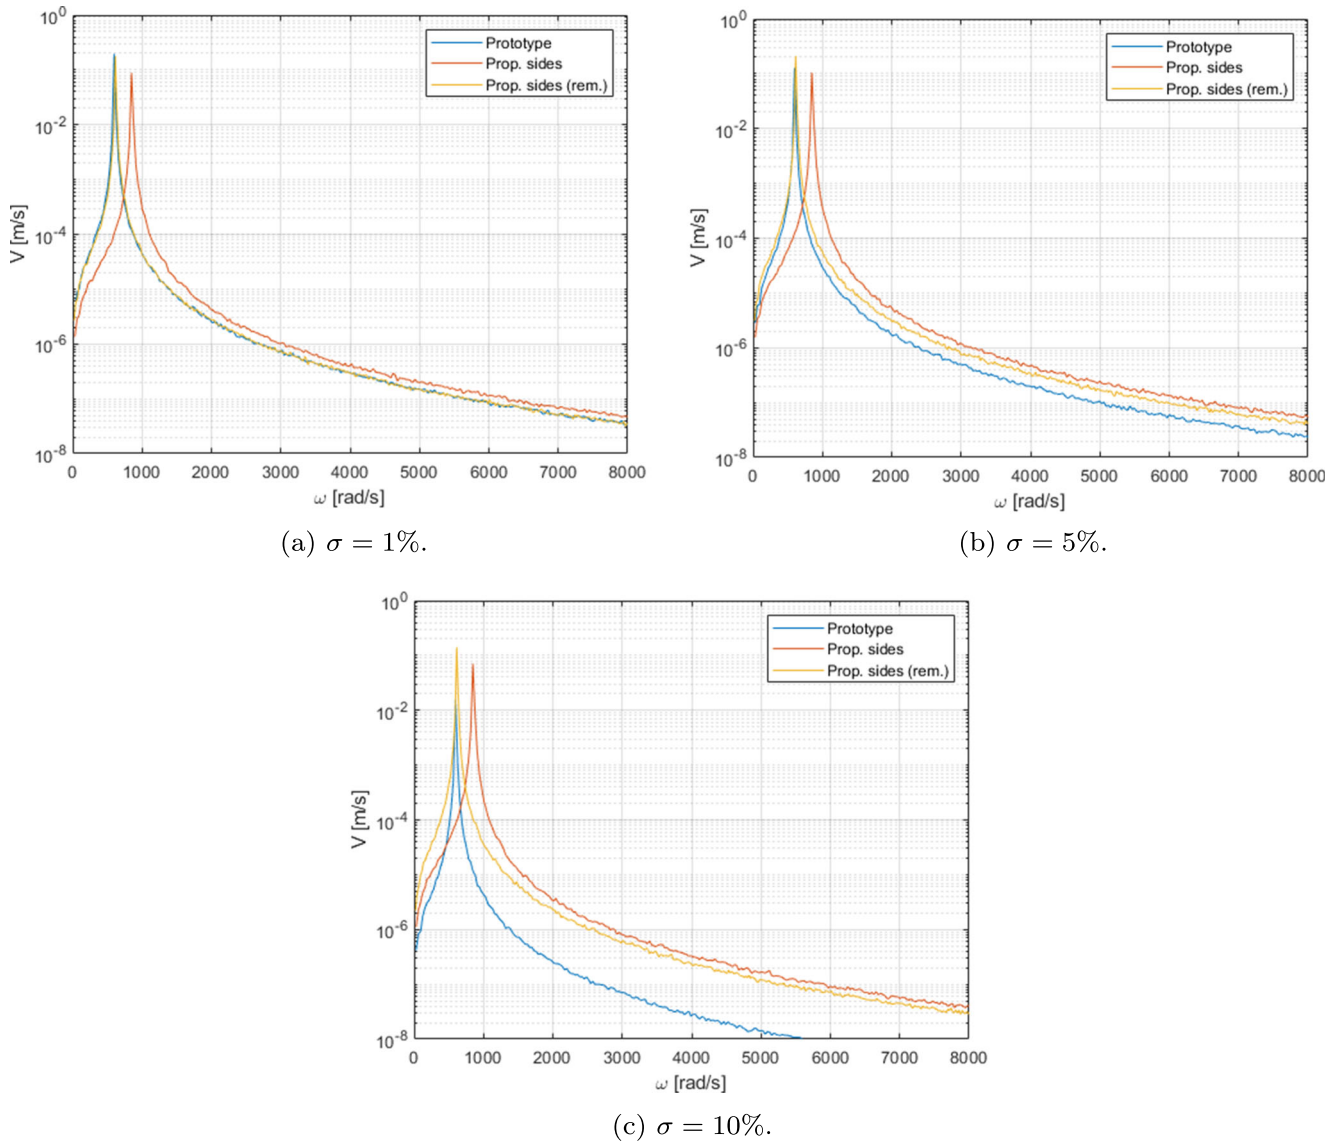 10^0
10^-2
10^-4
10^-6
10^-8
V [m/s]
0 1000 2000 3000 4000 5000 6000 7000 8000
ω [rad/s]
Prototype
Prop. sides
Prop. sides (rem.)
(a) σ = 1%.
10^0
10^-2
10^-4
10^-6
10^-8
V [m/s]
0 1000 2000 3000 4000 5000 6000 7000 8000
ω [rad/s]
Prototype
Prop. sides
Prop. sides (rem.)
(b) σ = 5%.
10^0
10^-2
10^-4
10^-6
10^-8
V [m/s]
0 1000 2000 3000 4000 5000 6000 7000 8000
ω [rad/s]
Prototype
Prop. sides
Prop. sides (rem.)
(c) σ = 10%.